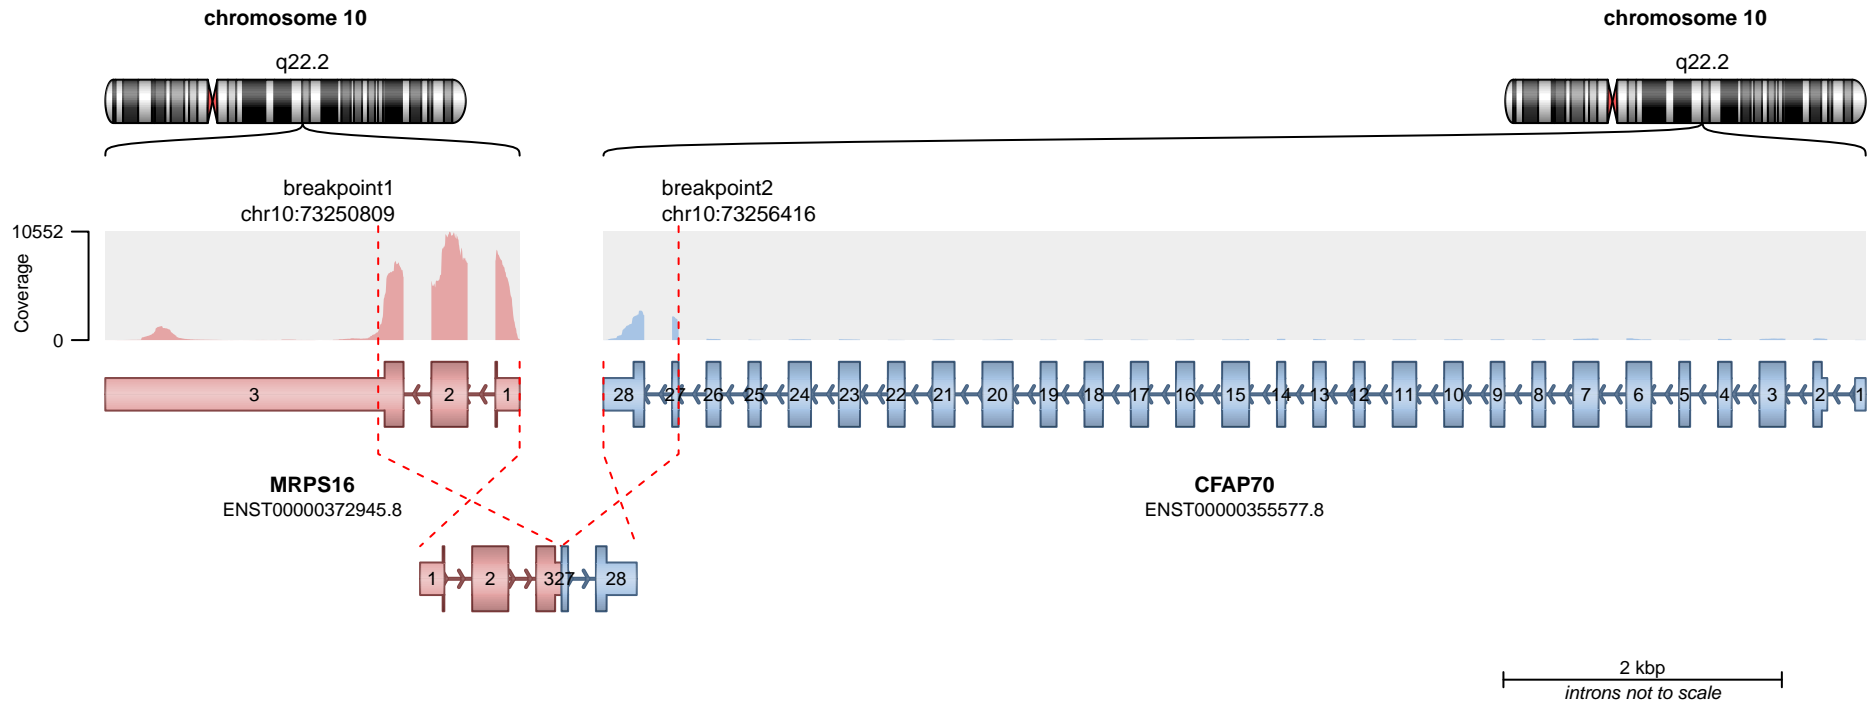 chromosome 10
chromosome 10
q22.2
q22.2
breakpoint1
chr10:73250809
breakpoint2
chr10:73256416
10552
0
Coverage
3 2 1
28 27 26 25 24 23 22 21 20 19 18 17 16 15 14 13 12 11 10 9 8 7 6 5 4 3 2 1
MRPS16
ENST00000372945.8
CFAP70
ENST00000355577.8
1 2 3 27 28
2 kbp
introns not to scale